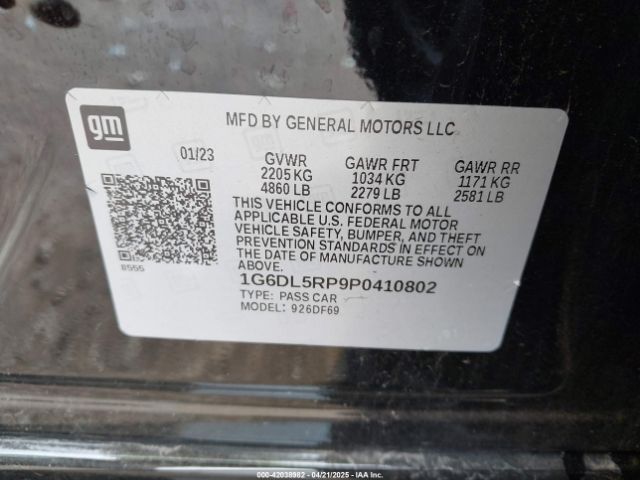 gm
MFD BY GENERAL MOTORS LLC
01/23 GVWR GAWR FRT GAWR RR
2205 KG 1034 KG 1171 KG
4860 LB 2279 LB 2581 LB
THIS VEHICLE CONFORMS TO ALL
APPLICABLE U.S. FEDERAL MOTOR
VEHICLE SAFETY, BUMPER, AND THEFT
PREVENTION STANDARDS IN EFFECT ON
THE DATE OF MANUFACTURE SHOWN
ABOVE.
8555
1G6DL5RP9P0410802
TYPE: PASS CAR
MODEL: 926DF69
000-42038982 - 04/21/2025 - IAA, Inc.